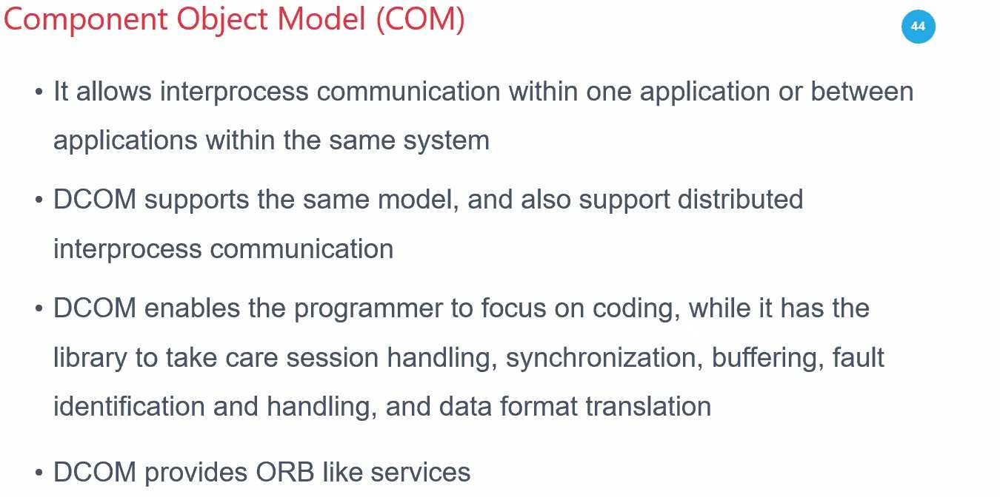 Component Object Model (COM)
44
• It allows interprocess communication within one application or between
applications within the same system
• DCOM supports the same model, and also support distributed
interprocess communication
• DCOM enables the programmer to focus on coding, while it has the
library to take care session handling, synchronization, buffering, fault
identification and handling, and data format translation
• DCOM provides ORB like services